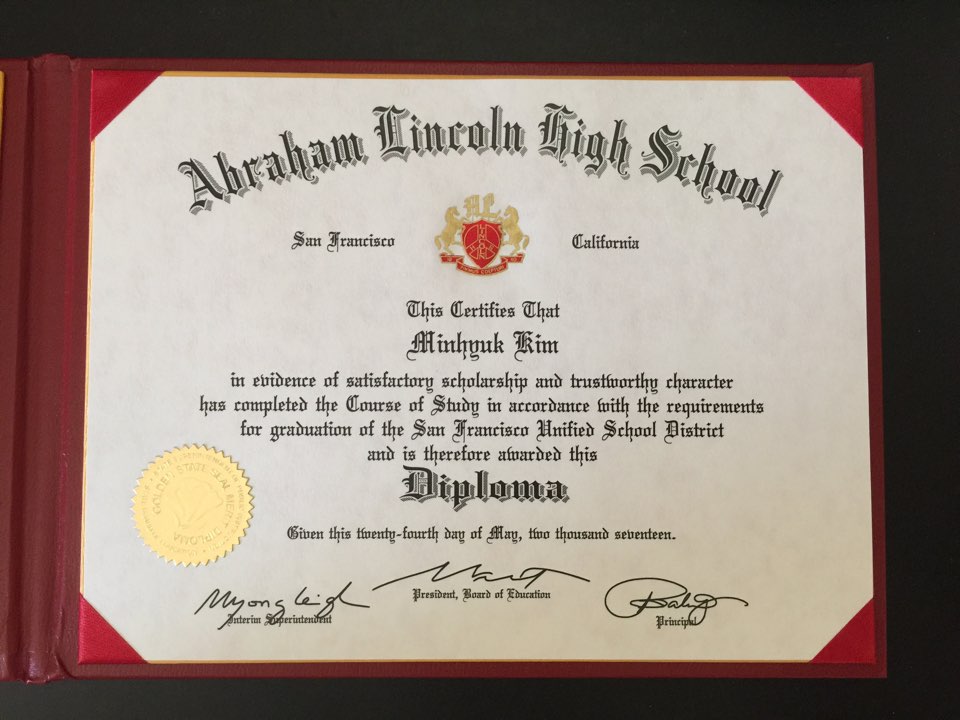 Abraham Lincoln High School
San Francisco
California
This Certifies That
Minhyuk Kim
in evidence of satisfactory scholarship and trustworthy character
has completed the Course of Study in accordance with the requirements
for graduation of the San Francisco Unified School District
and is therefore awarded this
Diploma
GOLDEN STATE SEAL MERIT DIPLOMA
Given this twenty-fourth day of May, two thousand seventeen.
Myong Leigh
Interim Superintendent
President, Board of Education
Principal